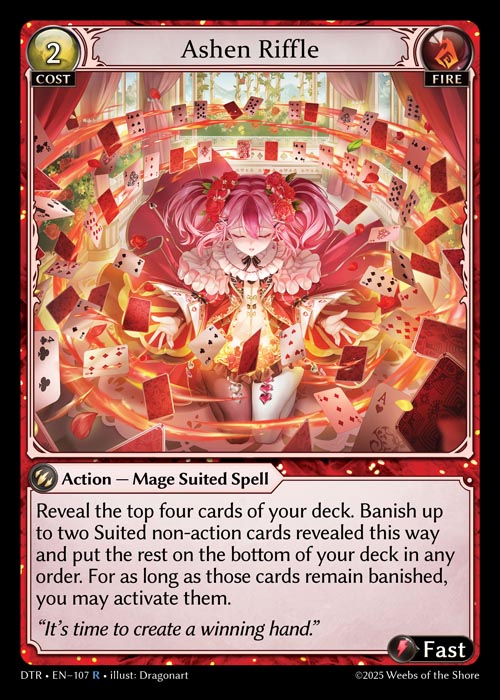 2
COST
Ashen Riffle
FIRE
Action — Mage Suited Spell
Reveal the top four cards of your deck. Banish up
to two Suited non-action cards revealed this way
and put the rest on the bottom of your deck in any
order. For as long as those cards remain banished,
you may activate them.
“It’s time to create a winning hand.”
Fast
DTR • EN–107 R • illust: Dragonart
©2025 Weebs of the Shore